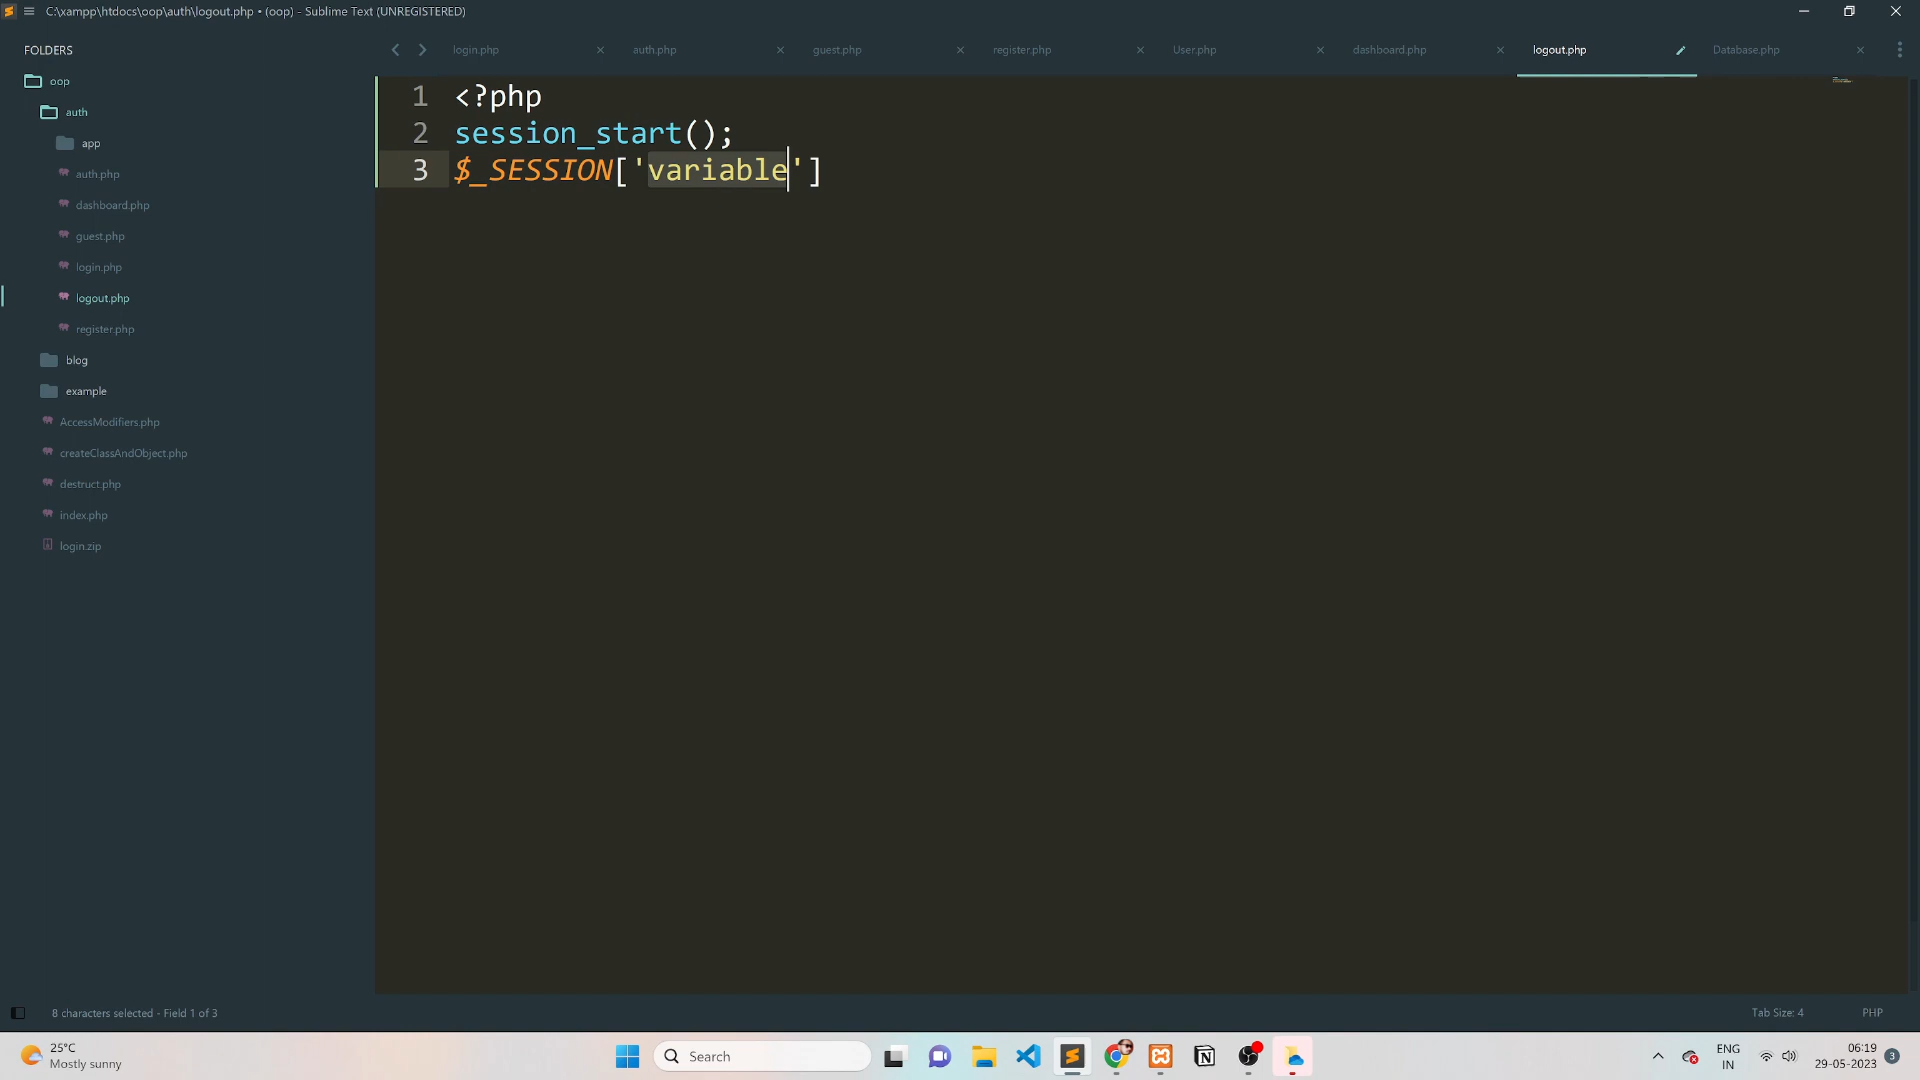 C:\xampp\htdocs\oop\auth\logout.php • (oop) - Sublime Text (UNREGISTERED)
FOLDERS
oop
auth
app
auth.php
dashboard.php
guest.php
login.php
logout.php
register.php
blog
example
AccessModifiers.php
createClassAndObject.php
destruct.php
index.php
login.zip
login.php
auth.php
guest.php
register.php
User.php
dashboard.php
logout.php
Database.php
1 <?php
2 session_start();
3 $_SESSION['variable']
8 characters selected - Field 1 of 3
Tab Size: 4
PHP
25°C
Mostly sunny
Search
ENG
IN
06:19
29-05-2023
3